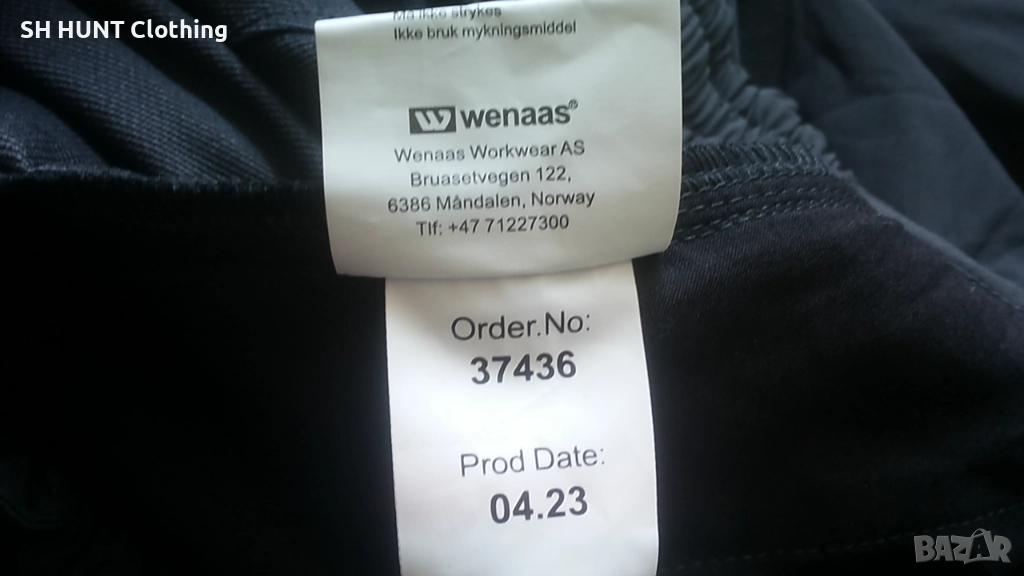 SH HUNT Clothing
Må ikke strykes
Ikke bruk mykningsmiddel
wenaas®
Wenaas Workwear AS
Bruasetvegen 122,
6386 Måndalen, Norway
Tlf: +47 71227300
Order.No:
37436
Prod Date:
04.23
BAZAR